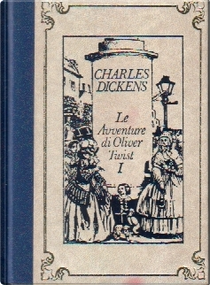 CHARLES
DICKENS
Le
Avventure
di Oliver
Twist
I